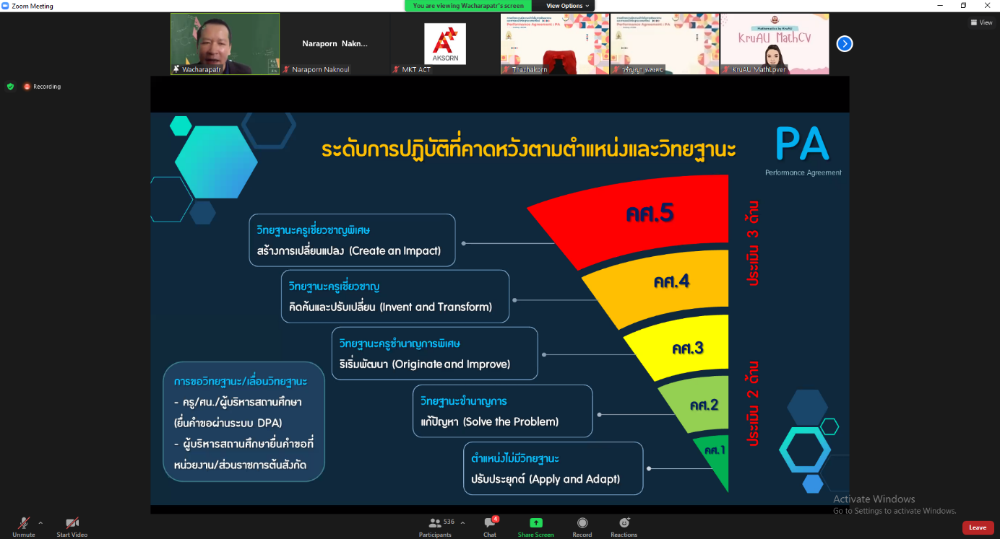 Zoom Meeting
You are viewing Wacharapatr's screen
View Options
View
Naraporn Nakn...
AKSORN
Performance Agreement : PA
Performance Agreement : PA
Mathematics by KruAU
KruAU MathCV
Wacharapatr
Naraporn Naknoul
MKT ACT
Thachakorn
KruAU MathLover
Recording
ระดับการปฏิบัติที่คาดหวังตามตำแหน่งและวิทยฐานะ
PA
Performance Agreement
คศ.5
ประเมิน 3 ด้าน
วิทยฐานะครูเชี่ยวชาญพิเศษ
สร้างการเปลี่ยนแปลง (Create an Impact)
คศ.4
วิทยฐานะครูเชี่ยวชาญ
คิดค้นและปรับเปลี่ยน (Invent and Transform)
คศ.3
วิทยฐานะครูชำนาญการพิเศษ
ริเริ่มพัฒนา (Originate and Improve)
คศ.2
ประเมิน 2 ด้าน
วิทยฐานะชำนาญการ
แก้ปัญหา (Solve the Problem)
คศ.1
ตำแหน่งไม่มีวิทยฐานะ
ปรับประยุกต์ (Apply and Adapt)
การขอวิทยฐานะ/เลื่อนวิทยฐานะ
- ครู/ศน./ผู้บริหารสถานศึกษา
(ยื่นคำขอผ่านระบบ DPA)
- ผู้บริหารสถานศึกษายื่นคำขอที่
หน่วยงาน/ส่วนราชการต้นสังกัด
Activate Windows
Go to Settings to activate Windows.
Unmute
Start Video
536
Participants
4
Chat
Share Screen
Record
Reactions
Leave